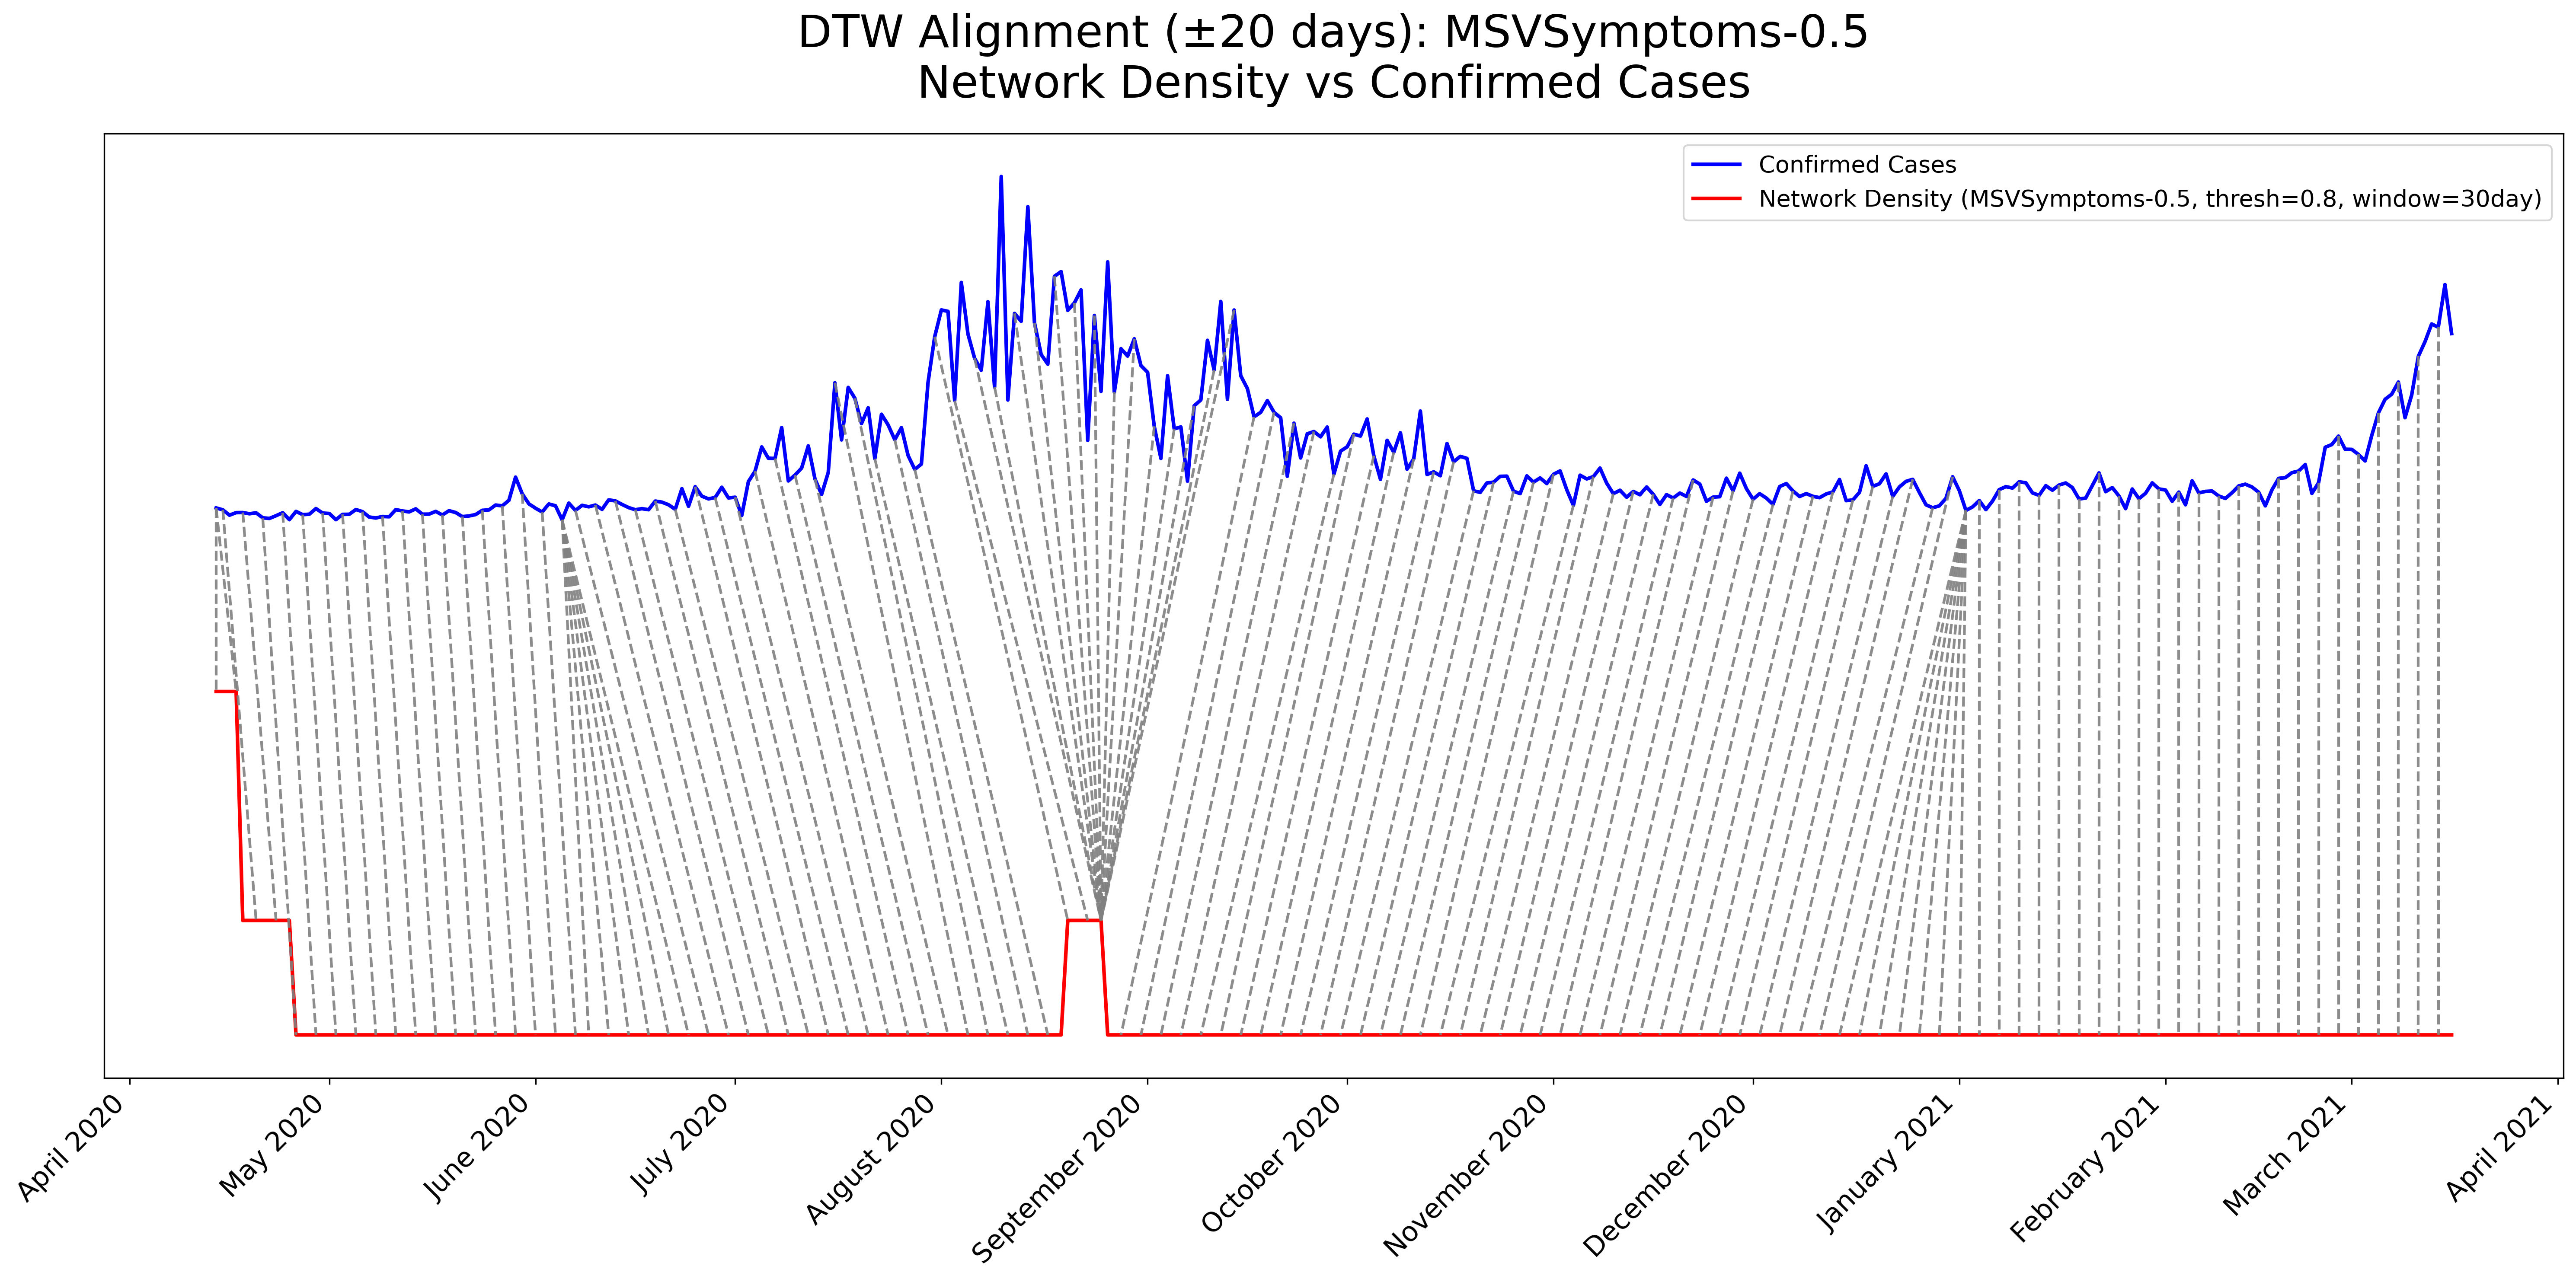 DTW Alignment (±20 days): MSVSymptoms-0.5
Network Density vs Confirmed Cases
Confirmed Cases
Network Density (MSVSymptoms-0.5, thresh=0.8, window=30day)
April 2020
May 2020
June 2020
July 2020
August 2020
September 2020
October 2020
November 2020
December 2020
January 2021
February 2021
March 2021
April 2021